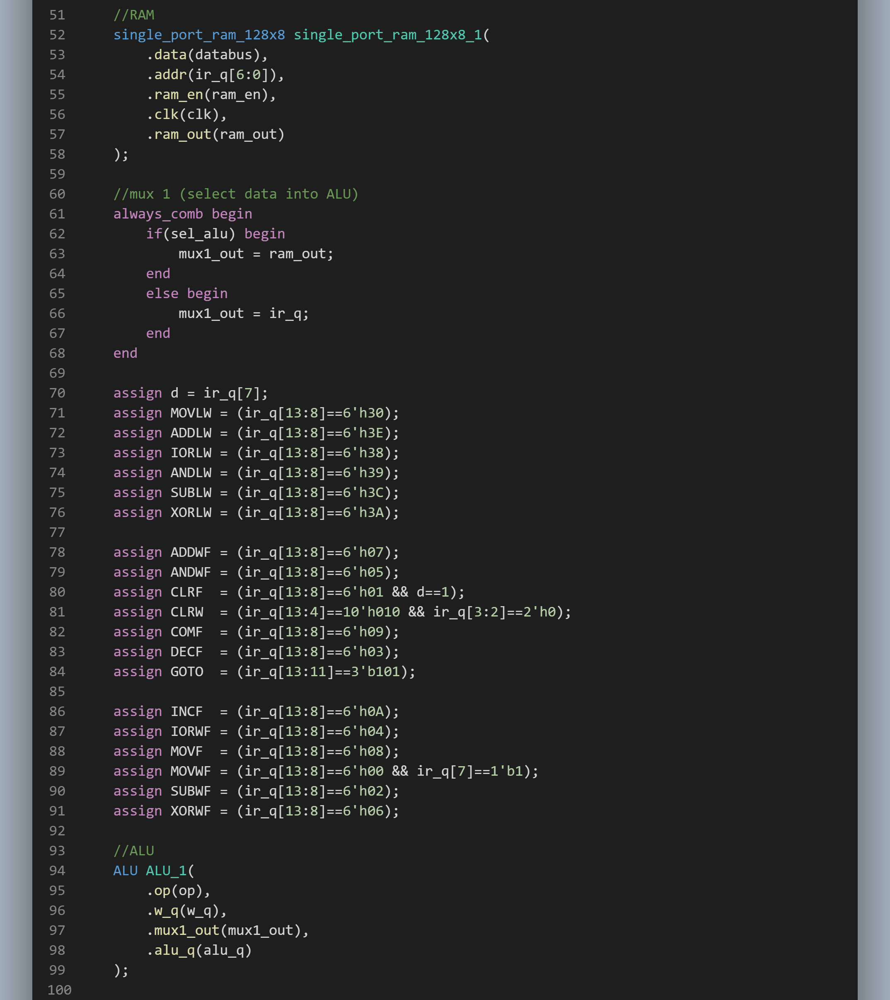 51 //RAM
52 single_port_ram_128x8 single_port_ram_128x8_1(
53 .data(databus),
54 .addr(ir_q[6:0]),
55 .ram_en(ram_en),
56 .clk(clk),
57 .ram_out(ram_out)
58 );
59
60 //mux 1 (select data into ALU)
61 always_comb begin
62 if(sel_alu) begin
63 mux1_out = ram_out;
64 end
65 else begin
66 mux1_out = ir_q;
67 end
68 end
69
70 assign d = ir_q[7];
71 assign MOVLW = (ir_q[13:8]==6'h30);
72 assign ADDLW = (ir_q[13:8]==6'h3E);
73 assign IORLW = (ir_q[13:8]==6'h38);
74 assign ANDLW = (ir_q[13:8]==6'h39);
75 assign SUBLW = (ir_q[13:8]==6'h3C);
76 assign XORLW = (ir_q[13:8]==6'h3A);
77
78 assign ADDWF = (ir_q[13:8]==6'h07);
79 assign ANDWF = (ir_q[13:8]==6'h05);
80 assign CLRF  = (ir_q[13:8]==6'h01 && d==1);
81 assign CLRW  = (ir_q[13:4]==10'h010 && ir_q[3:2]==2'h0);
82 assign COMF  = (ir_q[13:8]==6'h09);
83 assign DECF  = (ir_q[13:8]==6'h03);
84 assign GOTO  = (ir_q[13:11]==3'b101);
85
86 assign INCF  = (ir_q[13:8]==6'h0A);
87 assign IORWF = (ir_q[13:8]==6'h04);
88 assign MOVF  = (ir_q[13:8]==6'h08);
89 assign MOVWF = (ir_q[13:8]==6'h00 && ir_q[7]==1'b1);
90 assign SUBWF = (ir_q[13:8]==6'h02);
91 assign XORWF = (ir_q[13:8]==6'h06);
92
93 //ALU
94 ALU ALU_1(
95 .op(op),
96 .w_q(w_q),
97 .mux1_out(mux1_out),
98 .alu_q(alu_q)
99 );
100